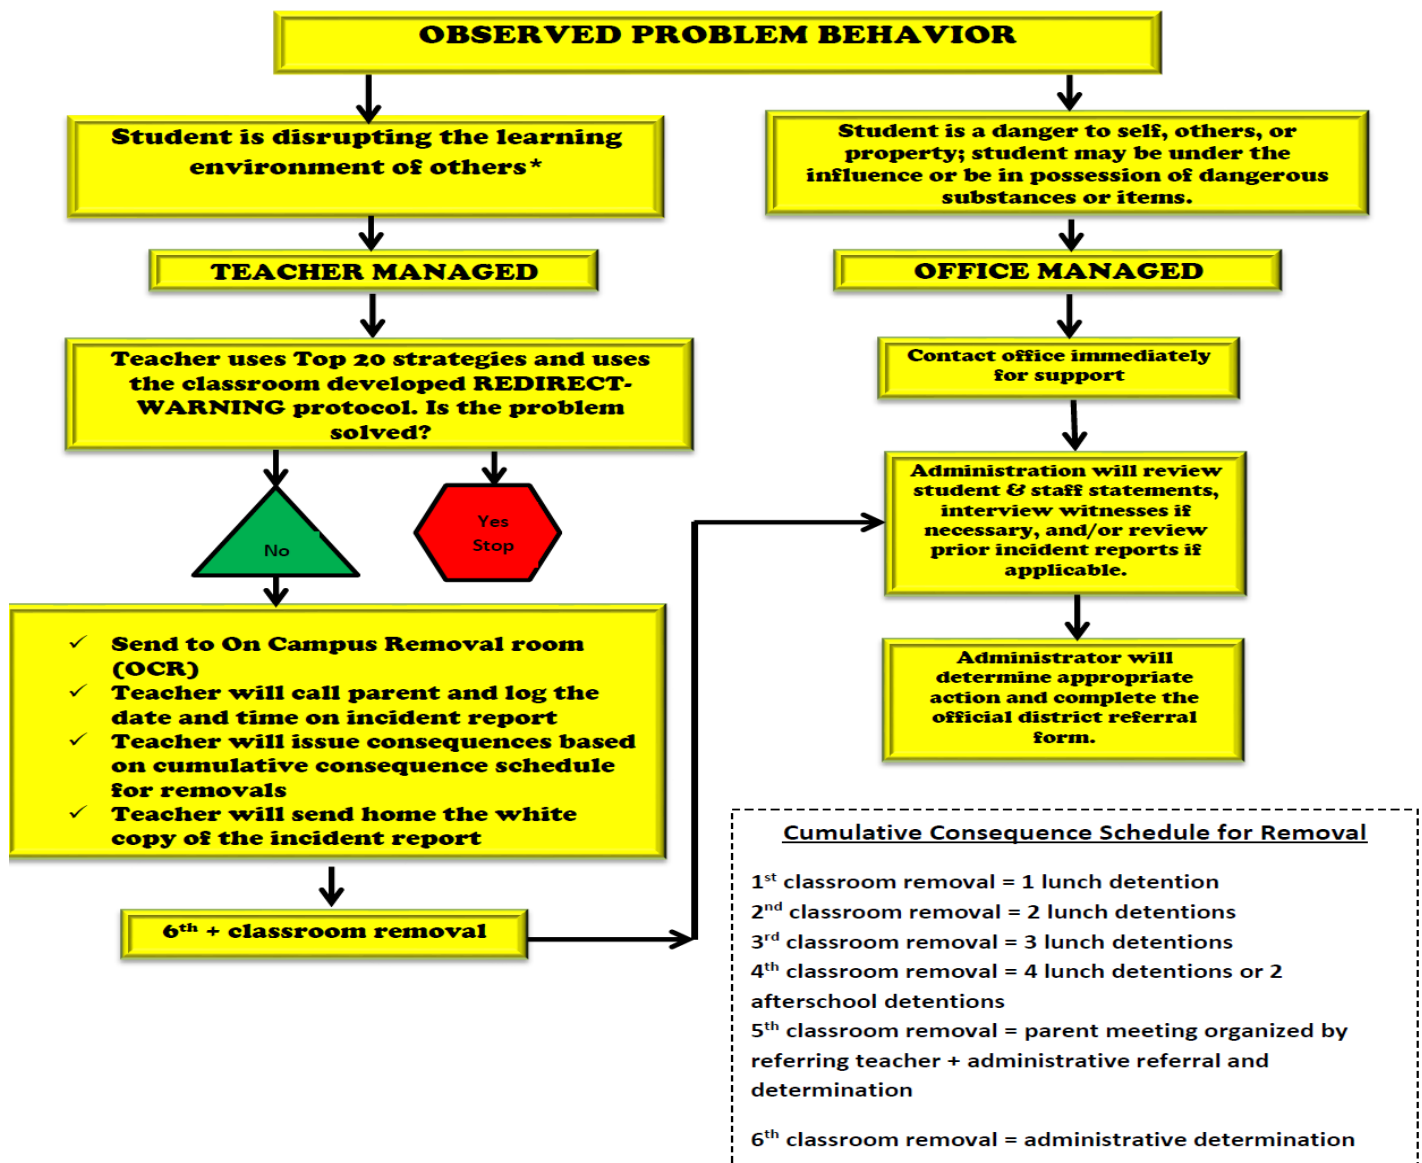 OBSERVED PROBLEM BEHAVIOR
Student is disrupting the learning
environment of others*
TEACHER MANAGED
Teacher uses Top 20 strategies and uses
the classroom developed REDIRECT-
WARNING protocol. Is the problem
solved?
No
Yes
Stop
✓ Send to On Campus Removal room
(OCR)
✓ Teacher will call parent and log the
date and time on incident report
✓ Teacher will issue consequences based
on cumulative consequence schedule
for removals
✓ Teacher will send home the white
copy of the incident report
6th + classroom removal
Student is a danger to self, others, or
property; student may be under the
influence or be in possession of dangerous
substances or items.
OFFICE MANAGED
Contact office immediately
for support
Administration will review
student & staff statements,
interview witnesses if
necessary, and/or review
prior incident reports if
applicable.
Administrator will
determine appropriate
action and complete the
official district referral
form.
Cumulative Consequence Schedule for Removal
1st classroom removal = 1 lunch detention
2nd classroom removal = 2 lunch detentions
3rd classroom removal = 3 lunch detentions
4th classroom removal = 4 lunch detentions or 2
afterschool detentions
5th classroom removal = parent meeting organized by
referring teacher + administrative referral and
determination
6th classroom removal = administrative determination